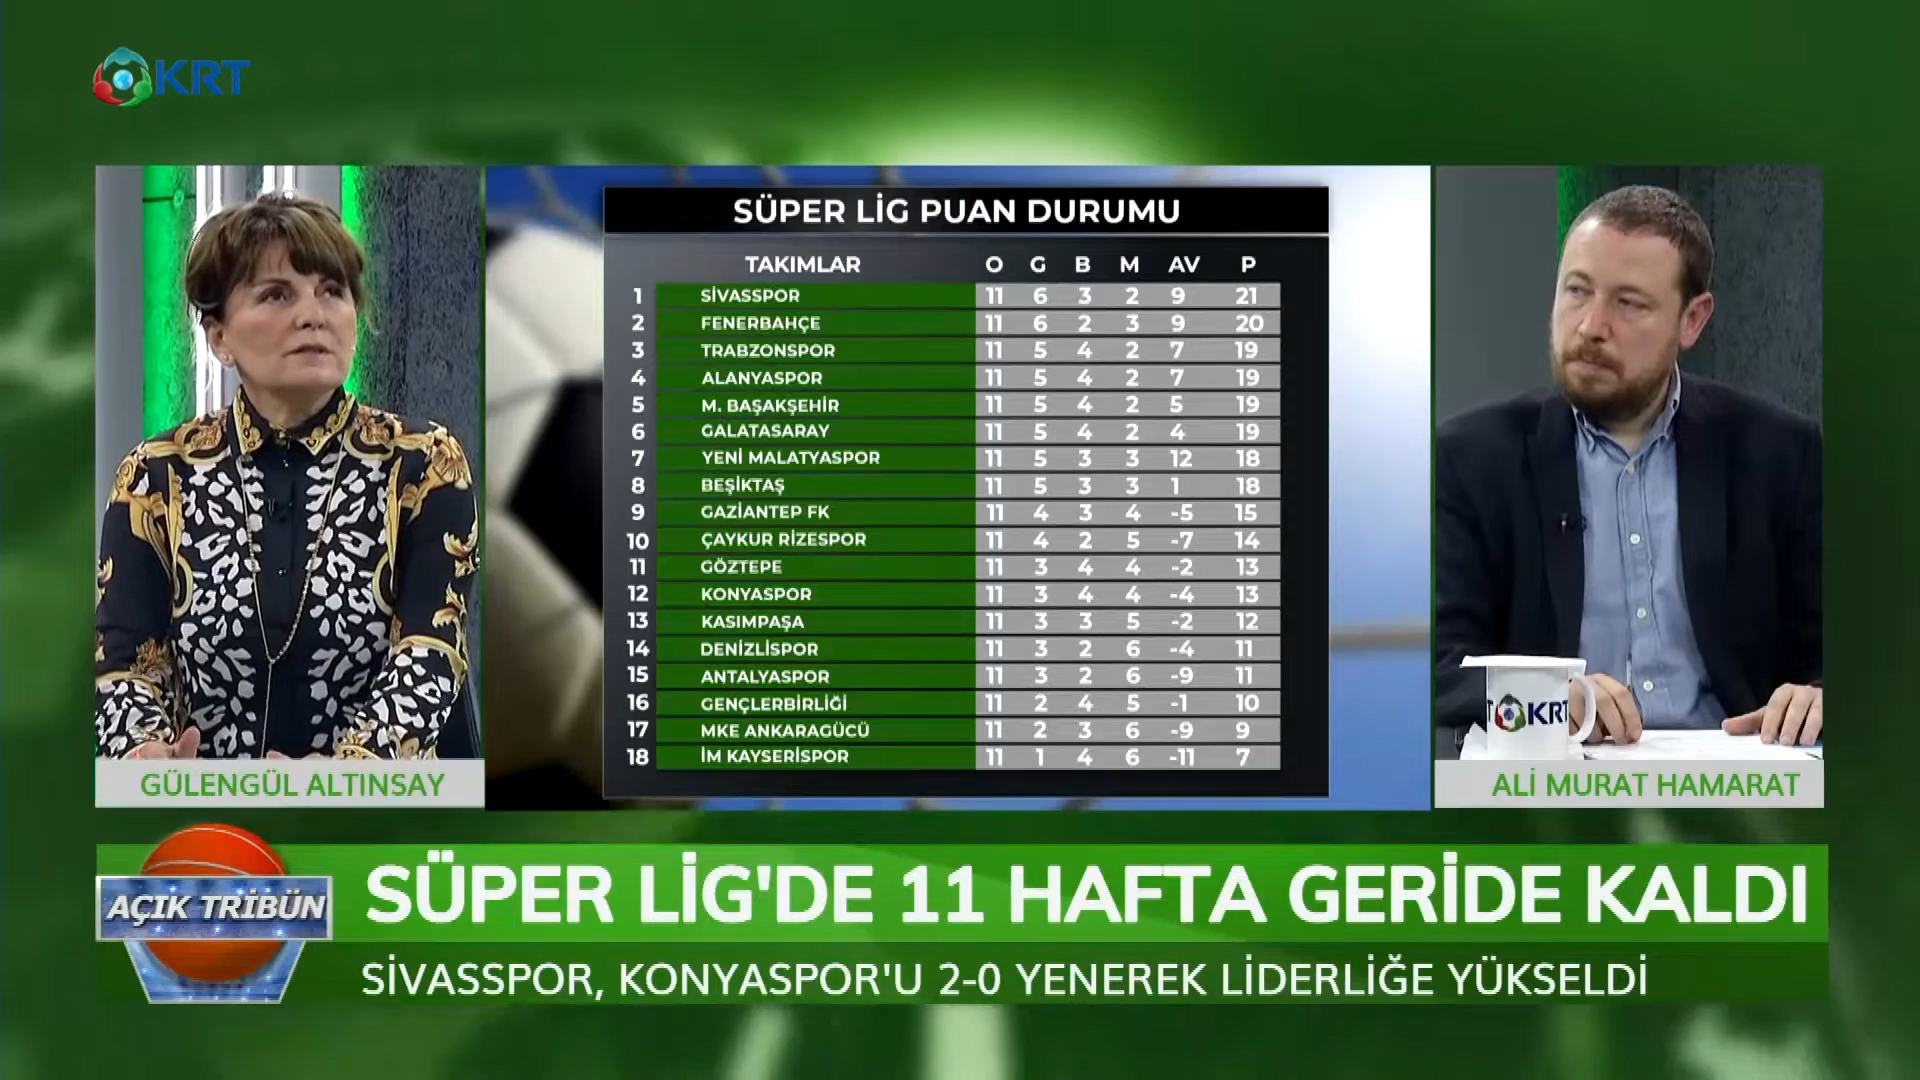 KRT
SÜPER LİG PUAN DURUMU
TAKIMLAR O G B M AV P
1 SİVASSPOR 11 6 3 2 9 21
2 FENERBAHÇE 11 6 2 3 9 20
3 TRABZONSPOR 11 5 4 2 7 19
4 ALANYASPOR 11 5 4 2 7 19
5 M. BAŞAKŞEHİR 11 5 4 2 5 19
6 GALATASARAY 11 5 4 2 4 19
7 YENİ MALATYASPOR 11 5 3 3 12 18
8 BEŞİKTAŞ 11 5 3 3 1 18
9 GAZİANTEP FK 11 4 3 4 -5 15
10 ÇAYKUR RİZESPOR 11 4 2 5 -7 14
11 GÖZTEPE 11 3 4 4 -2 13
12 KONYASPOR 11 3 4 4 -4 13
13 KASIMPAŞA 11 3 3 5 -2 12
14 DENİZLİSPOR 11 3 2 6 -4 11
15 ANTALYASPOR 11 3 2 6 -9 11
16 GENÇLERBİRLİĞİ 11 2 4 5 -1 10
17 MKE ANKARAGÜCÜ 11 2 3 6 -9 9
18 İM KAYSERİSPOR 11 1 4 6 -11 7
T KRT
GÜLENGÜL ALTINSAY
ALİ MURAT HAMARAT
AÇIK TRİBÜN
SÜPER LİG'DE 11 HAFTA GERİDE KALDI
SİVASSPOR, KONYASPOR'U 2-0 YENEREK LİDERLİĞE YÜKSELDİ